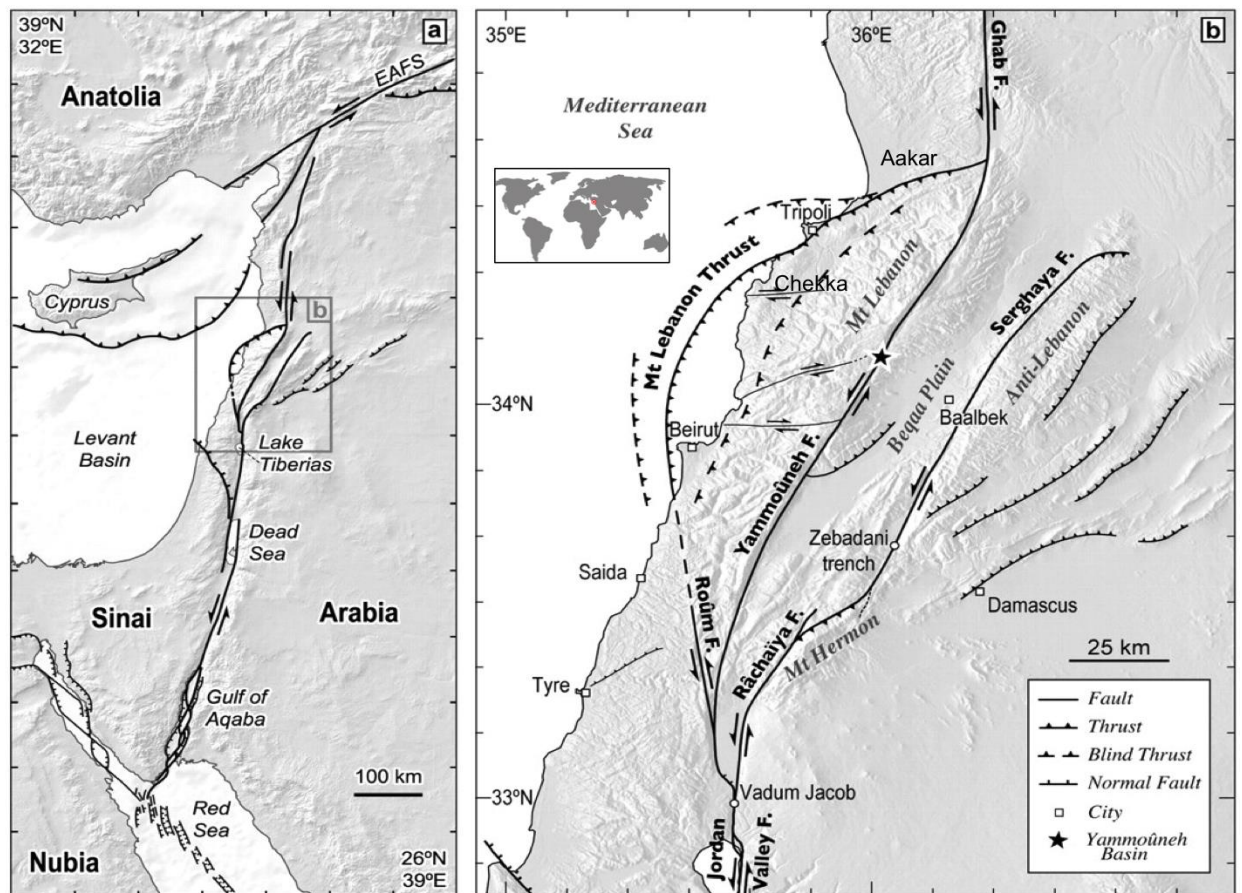 39ºN
32ºE
a
EAFS
Anatolia
Cyprus
b
Levant
Basin
Lake
Tiberias
Dead
Sea
Sinai
Arabia
Gulf of
Aqaba
100 km
Red
Sea
Nubia
26ºN
39ºE
35ºE
36ºE
b
Ghab F.
Mediterranean
Sea
Aakar
Tripoli
Mt Lebanon Thrust
Chekka
Mt Lebanon
Serghaya F.
Anti-Lebanon
34ºN
Beqaa Plain
Baalbek
Beirut
Yammoûneh F.
Zebadani
trench
Saida
Roûm F.
Damascus
Râchaïya F.
Mt Hermon
25 km
Tyre
Fault
Thrust
Blind Thrust
Normal Fault
City
Yammoûneh
Basin
33ºN
Vadum Jacob
Jordan
Valley F.